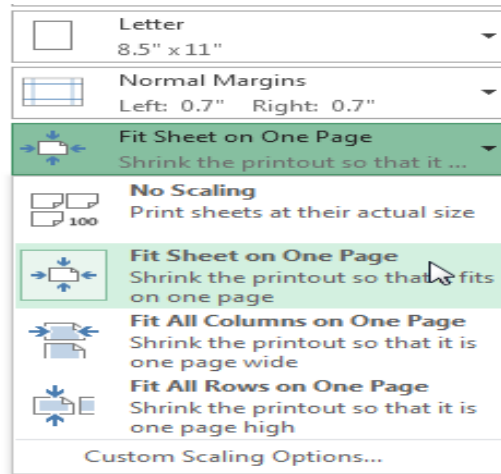 Letter
8.5" x 11"
Normal Margins
Left: 0.7" Right: 0.7"
Fit Sheet on One Page
Shrink the printout so that it ...
No Scaling
100
Print sheets at their actual size
Fit Sheet on One Page
Shrink the printout so that it fits
on one page
Fit All Columns on One Page
Shrink the printout so that it is
one page wide
Fit All Rows on One Page
Shrink the printout so that it is
one page high
Custom Scaling Options...